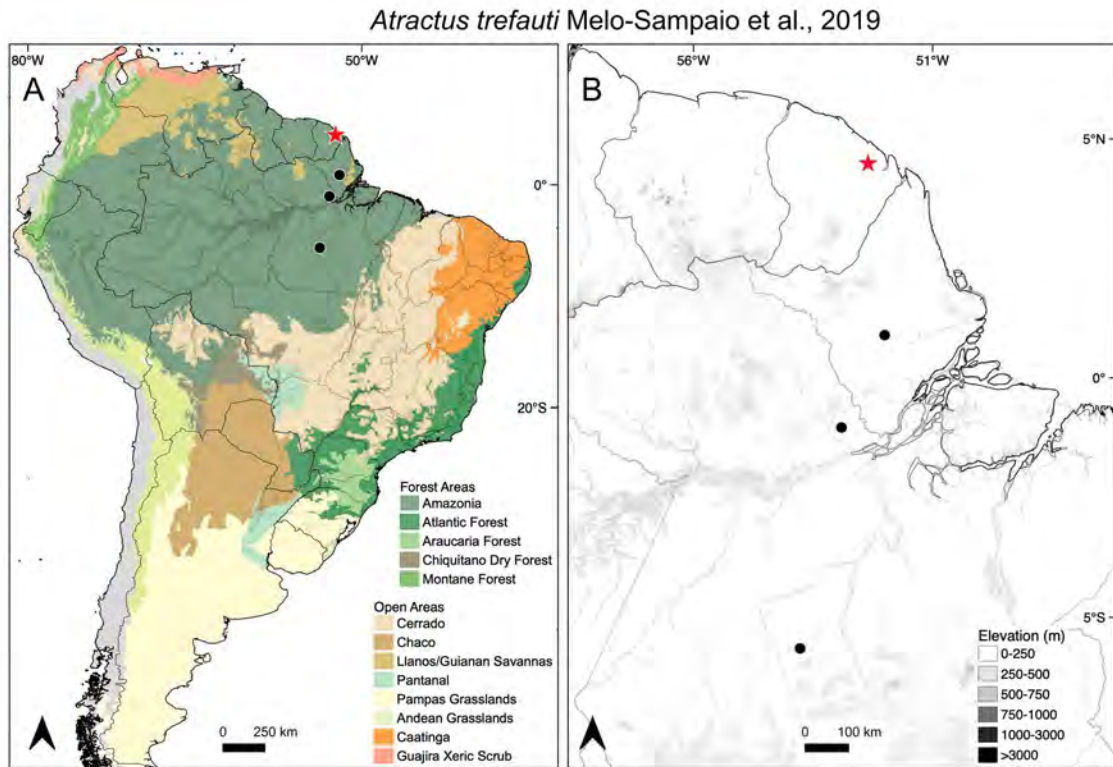 Atractus trefauti Melo-Sampaio et al., 2019
80°W
50°W
A
0°
20°S
Forest Areas
Amazonia
Atlantic Forest
Araucaria Forest
Chiquitano Dry Forest
Montane Forest
Open Areas
Cerrado
Chaco
Llanos/Guianan Savannas
Pantanal
Pampas Grasslands
Andean Grasslands
Caatinga
Guajira Xeric Scrub
0 250 km
56°W
51°W
B
5°N
0°
5°S
Elevation (m)
0-250
250-500
500-750
750-1000
1000-3000
>3000
0 100 km